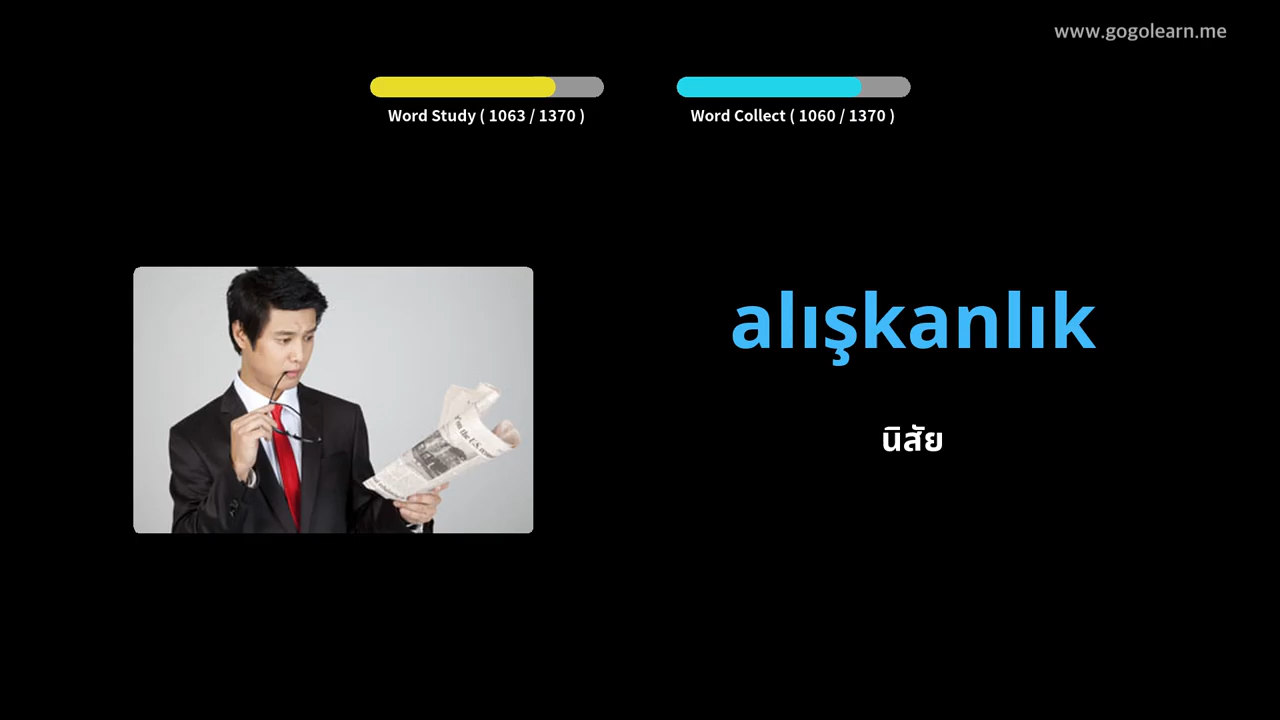 www.gogolearn.me
Word Study ( 1063 / 1370 )
Word Collect ( 1060 / 1370 )
alışkanlık
นิสัย